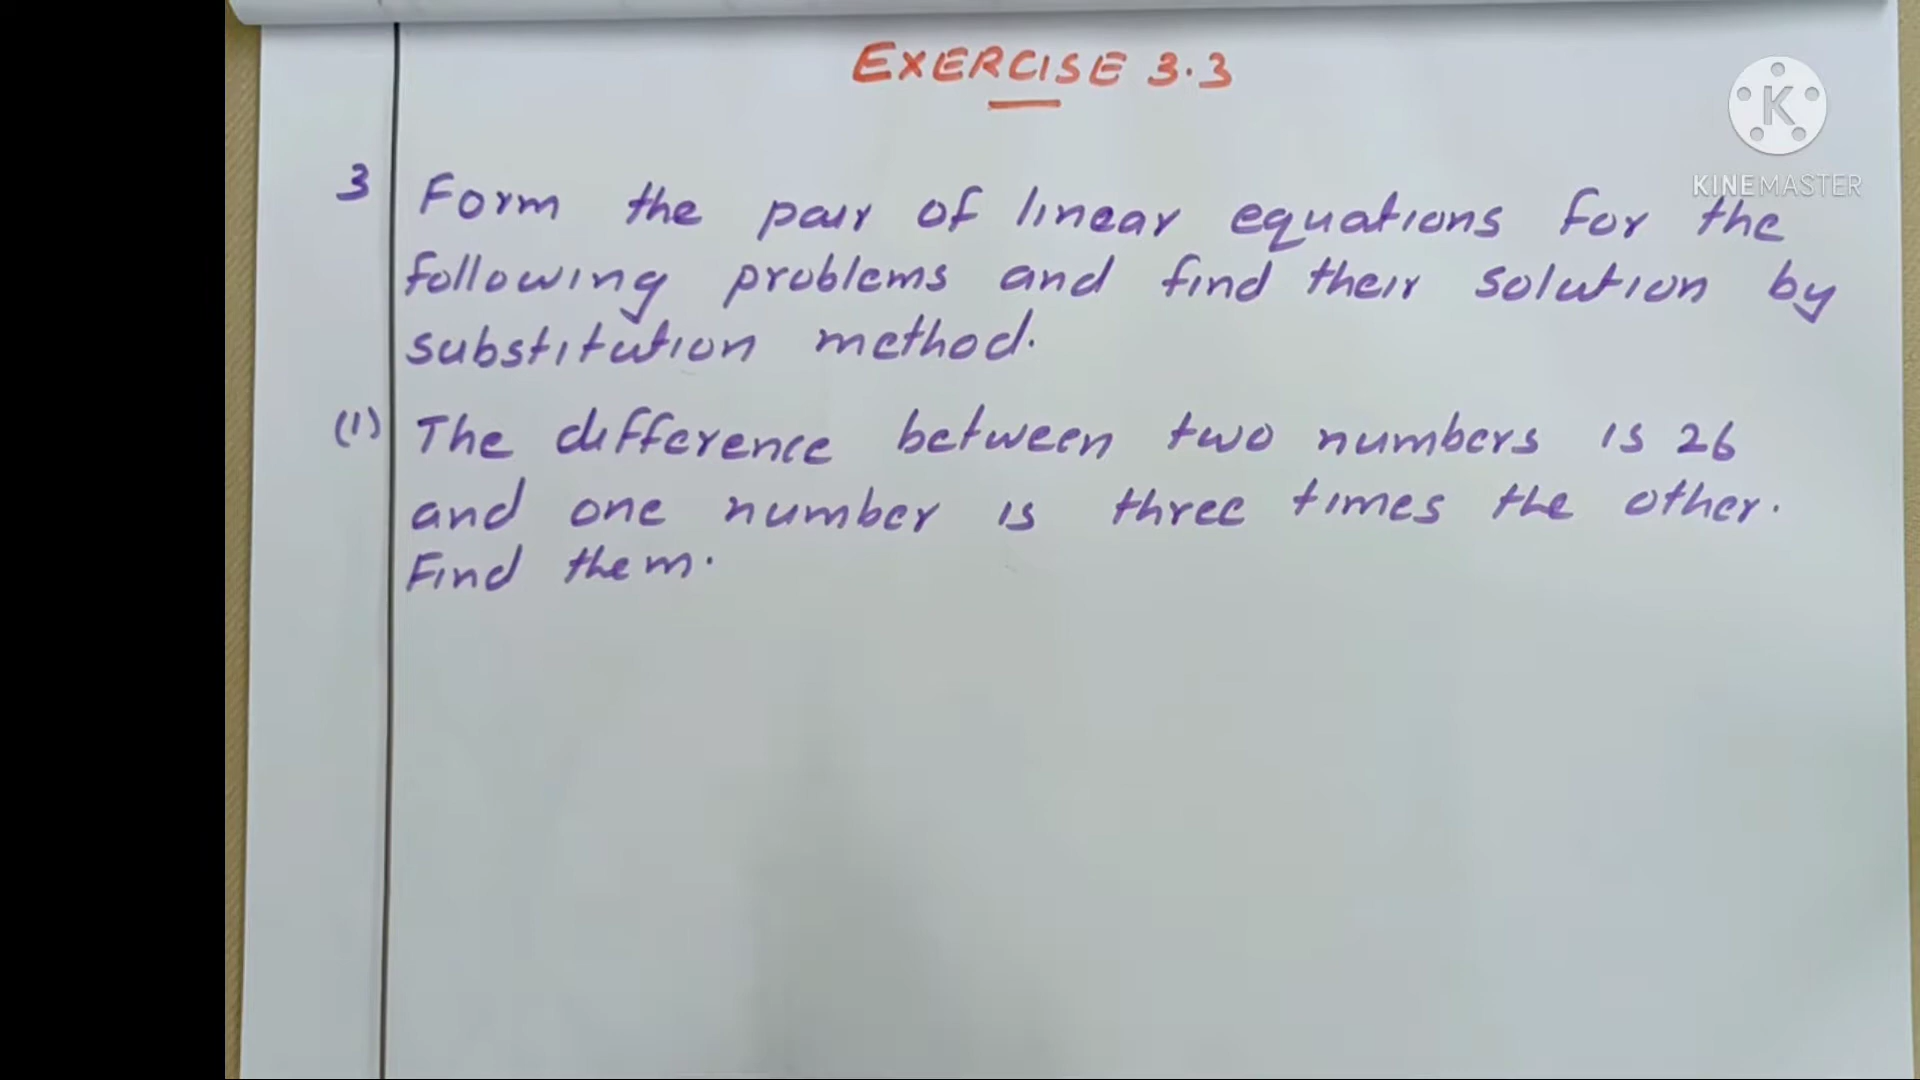 EXERCISE 3.3
K
KINEMASTER
3 Form the pair of linear equations for the
following problems and find their solution by
substitution method.
(1) The difference between two numbers is 26
and one number is three times the other.
Find them.